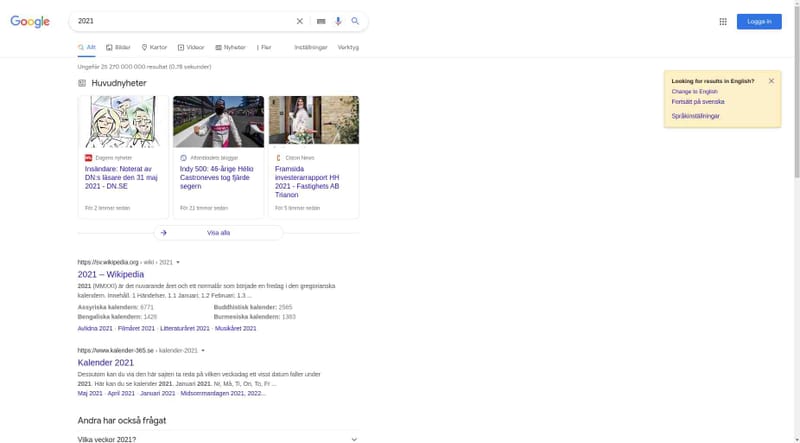 Google
2021
Logga in
Allt
Bilder
Kartor
Videor
Nyheter
Fler
Inställningar
Verktyg
Ungefär 25 270 000 000 resultat (0,78 sekunder)
Looking for results in English?
Change to English
Fortsätt på svenska
Språkinställningar
Huvudnyheter
Dagens nyheter
Insändare: Noterat av DN:s läsare den 31 maj 2021 - DN.SE
För 2 timmar sedan
Aftonbladets bloggar
Indy 500: 46-årige Hélio Castroneves tog fjärde segern
För 21 timmar sedan
Cision News
Framsida investerarrapport HH 2021 - Fastighets AB Trianon
För 5 timmar sedan
Visa alla
https://sv.wikipedia.org › wiki › 2021
2021 – Wikipedia
2021 (MMXXI) är det nuvarande året och ett normalår som började en fredag i den gregorianska
kalendern. Innehåll. 1 Händelser. 1.1 Januari; 1.2 Februari; 1.3 ...
Assyriska kalendern: 6771
Buddhistisk kalender: 2565
Bengaliska kalendern: 1428
Burmesiska kalendern: 1383
Avlidna 2021 · Filmåret 2021 · Litteraturåret 2021 · Musikåret 2021
https://www.kalender-365.se › kalender-2021
Kalender 2021
Dessutom kan du via den här sajten ta reda på vilken veckodag ett visst datum faller under
2021. Här kan du se kalender 2021. Januari 2021. Nr, Må, Ti, On, To, Fr ...
Maj 2021 · April 2021 · Januari 2021 · Midsommardagen 2021, 2022...
Andra har också frågat
Vilka veckor 2021?